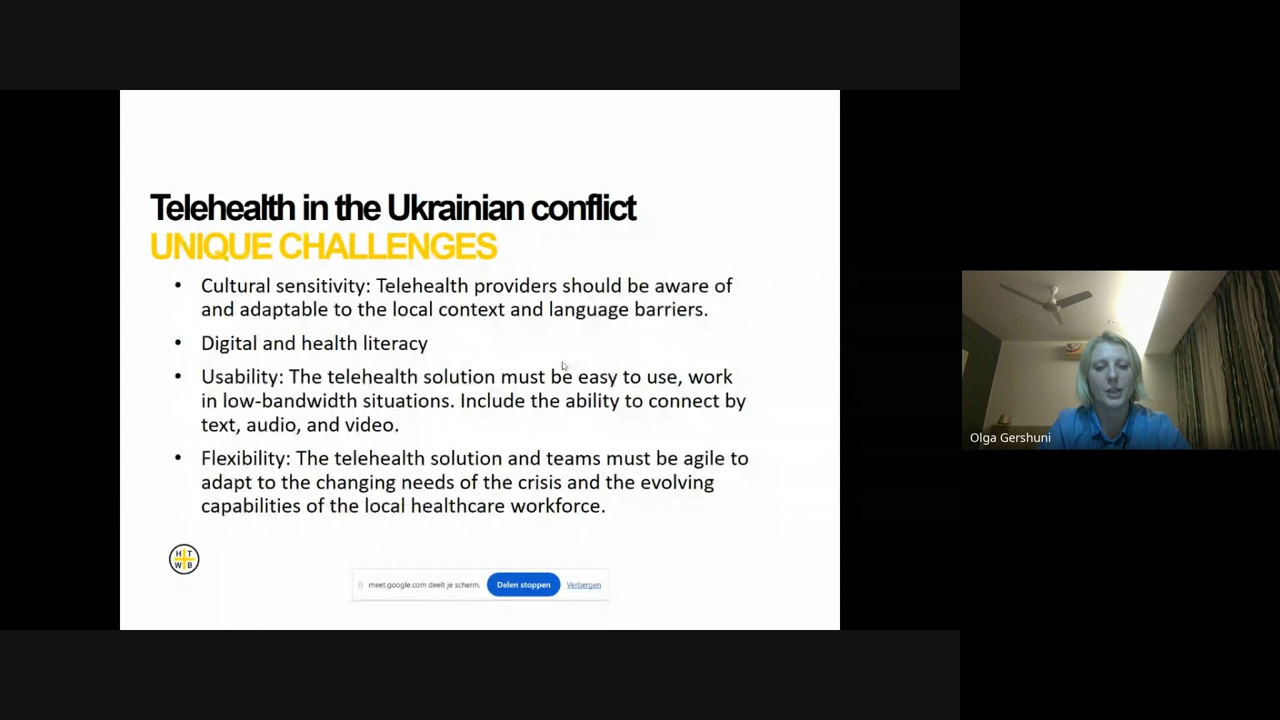 Telehealth in the Ukrainian conflict
UNIQUE CHALLENGES
• Cultural sensitivity: Telehealth providers should be aware of
and adaptable to the local context and language barriers.
• Digital and health literacy
• Usability: The telehealth solution must be easy to use, work
in low-bandwidth situations. Include the ability to connect by
text, audio, and video.
• Flexibility: The telehealth solution and teams must be agile to
adapt to the changing needs of the crisis and the evolving
capabilities of the local healthcare workforce.
H T
W B
meet.google.com deelt je scherm. Delen stoppen Verbergen
Olga Gershuni